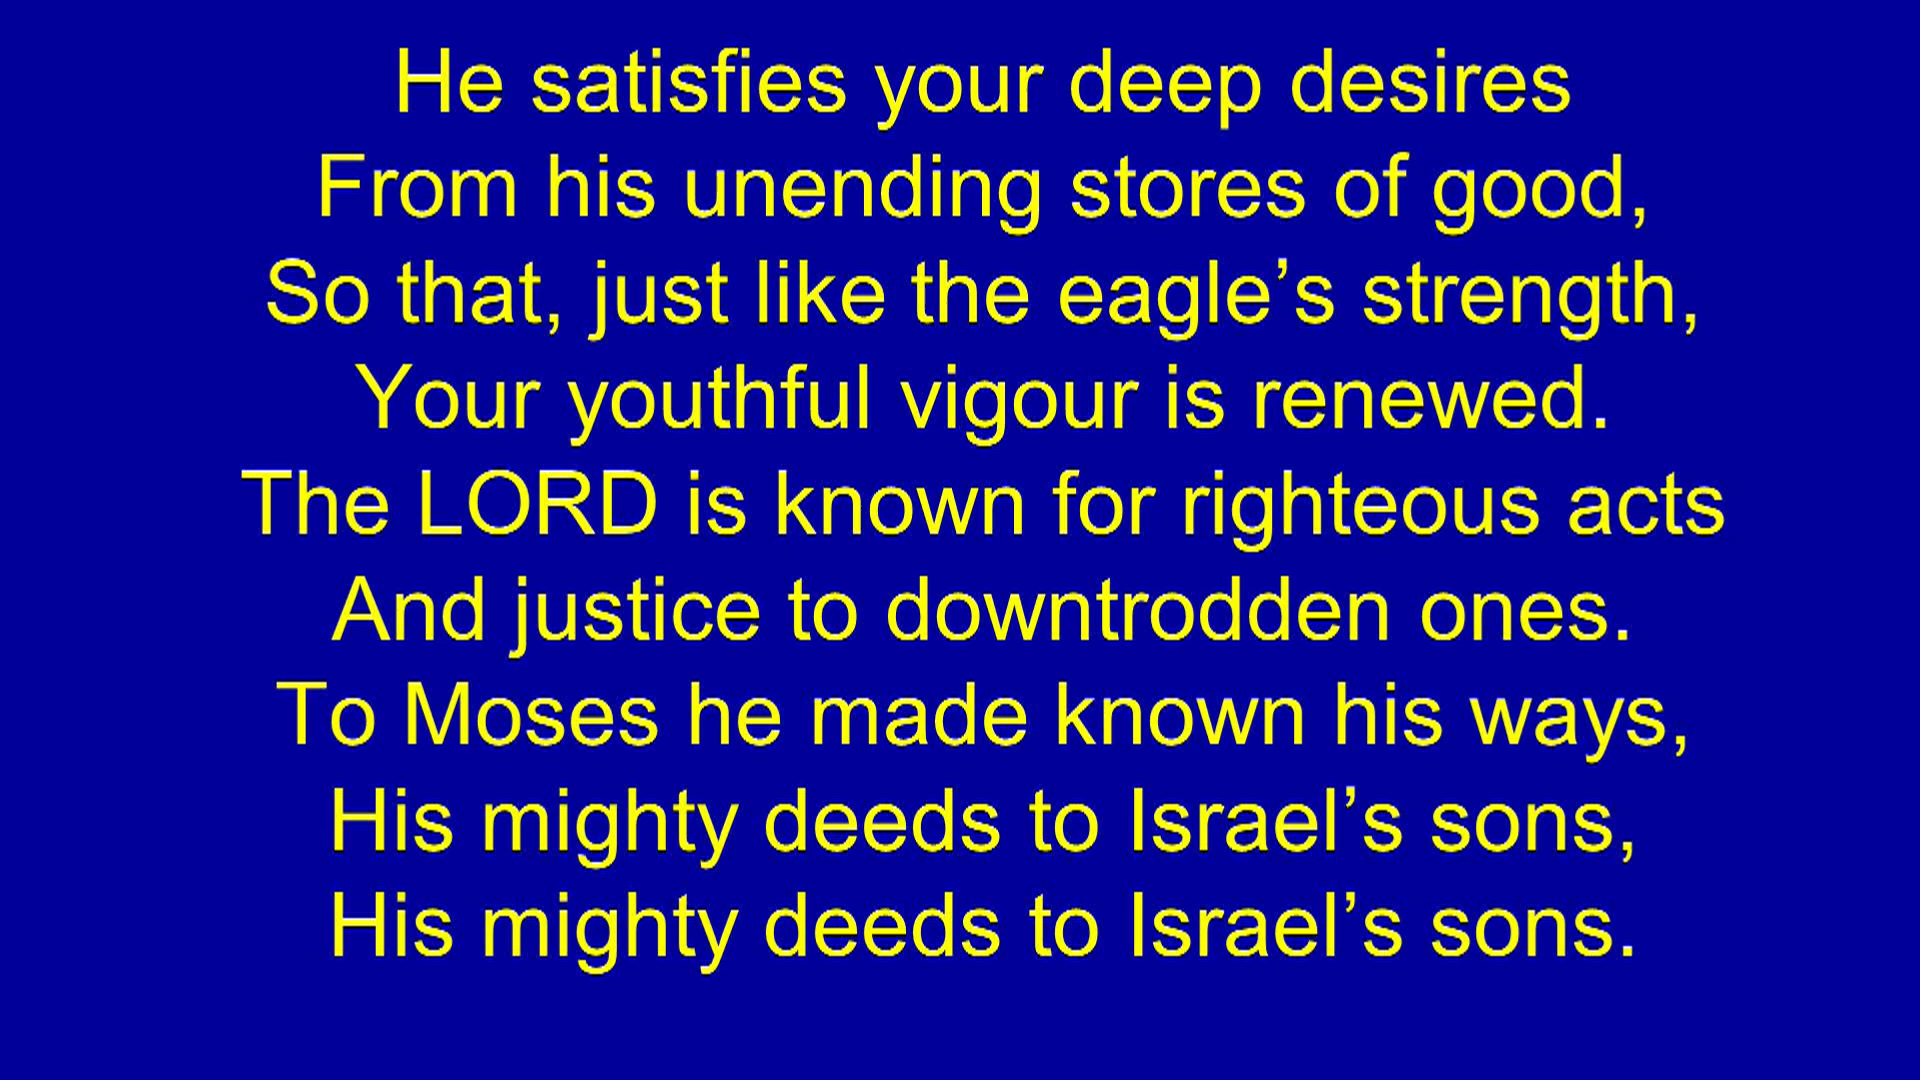 He satisfies your deep desires
From his unending stores of good,
So that, just like the eagle’s strength,
Your youthful vigour is renewed.
The LORD is known for righteous acts
And justice to downtrodden ones.
To Moses he made known his ways,
His mighty deeds to Israel’s sons,
His mighty deeds to Israel’s sons.